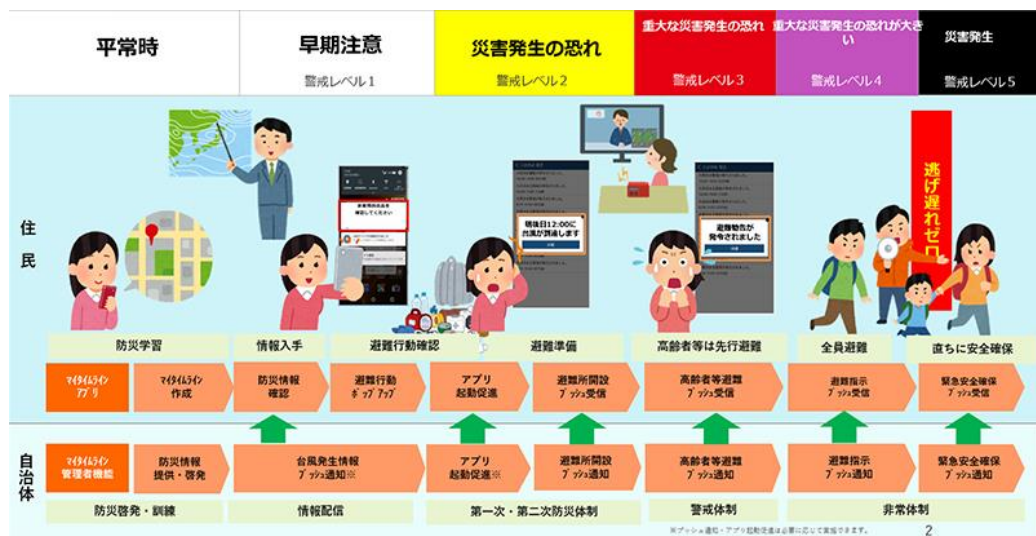 平常時
早期注意
警戒レベル1
災害発生の恐れ
警戒レベル2
重大な災害発生の恐れ
警戒レベル3
重大な災害発生の恐れが大き
い
警戒レベル4
災害発生
警戒レベル5
住
民
確認してください
明後日12:00に
台風が到達します
避難勧告が
発令されました
逃げ遅れゼロ
防災学習
情報入手
避難行動確認
避難準備
高齢者等は先行避難
全員避難
直ちに安全確保
マイタイムライン
アプリ
マイタイムライン
作成
防災情報
確認
避難行動
ポップアップ
アプリ
起動促進
避難所開設
プッシュ受信
高齢者等避難
プッシュ受信
避難指示
プッシュ受信
緊急安全確保
プッシュ受信
自
治
体
マイタイムライン
管理者機能
防災情報
提供・啓発
台風発生情報
プッシュ通知※
アプリ
起動促進※
避難所開設
プッシュ通知
高齢者等避難
プッシュ通知
避難指示
プッシュ通知
緊急安全確保
プッシュ通知
防災啓発・訓練
情報配信
第一次・第二次防災体制
警戒体制
非常体制
※プッシュ通知・アプリ起動促進は必要に応じて実施できます。
2